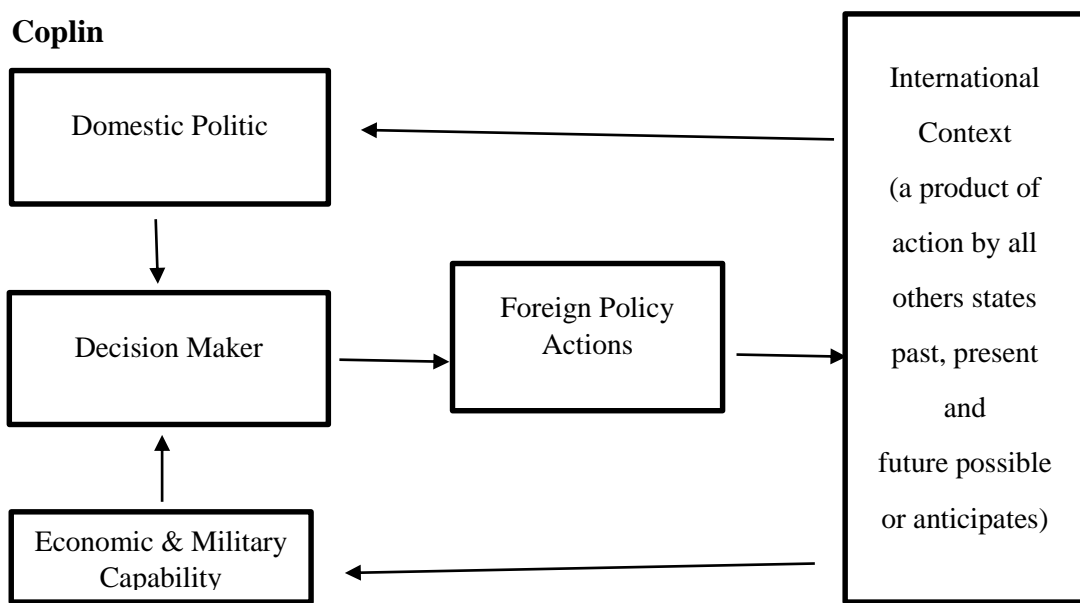 Coplin
Domestic Politic
Decision Maker
Economic & Military
Capability
Foreign Policy
Actions
International
Context
(a product of
action by all
others states
past, present
and
future possible
or anticipates)